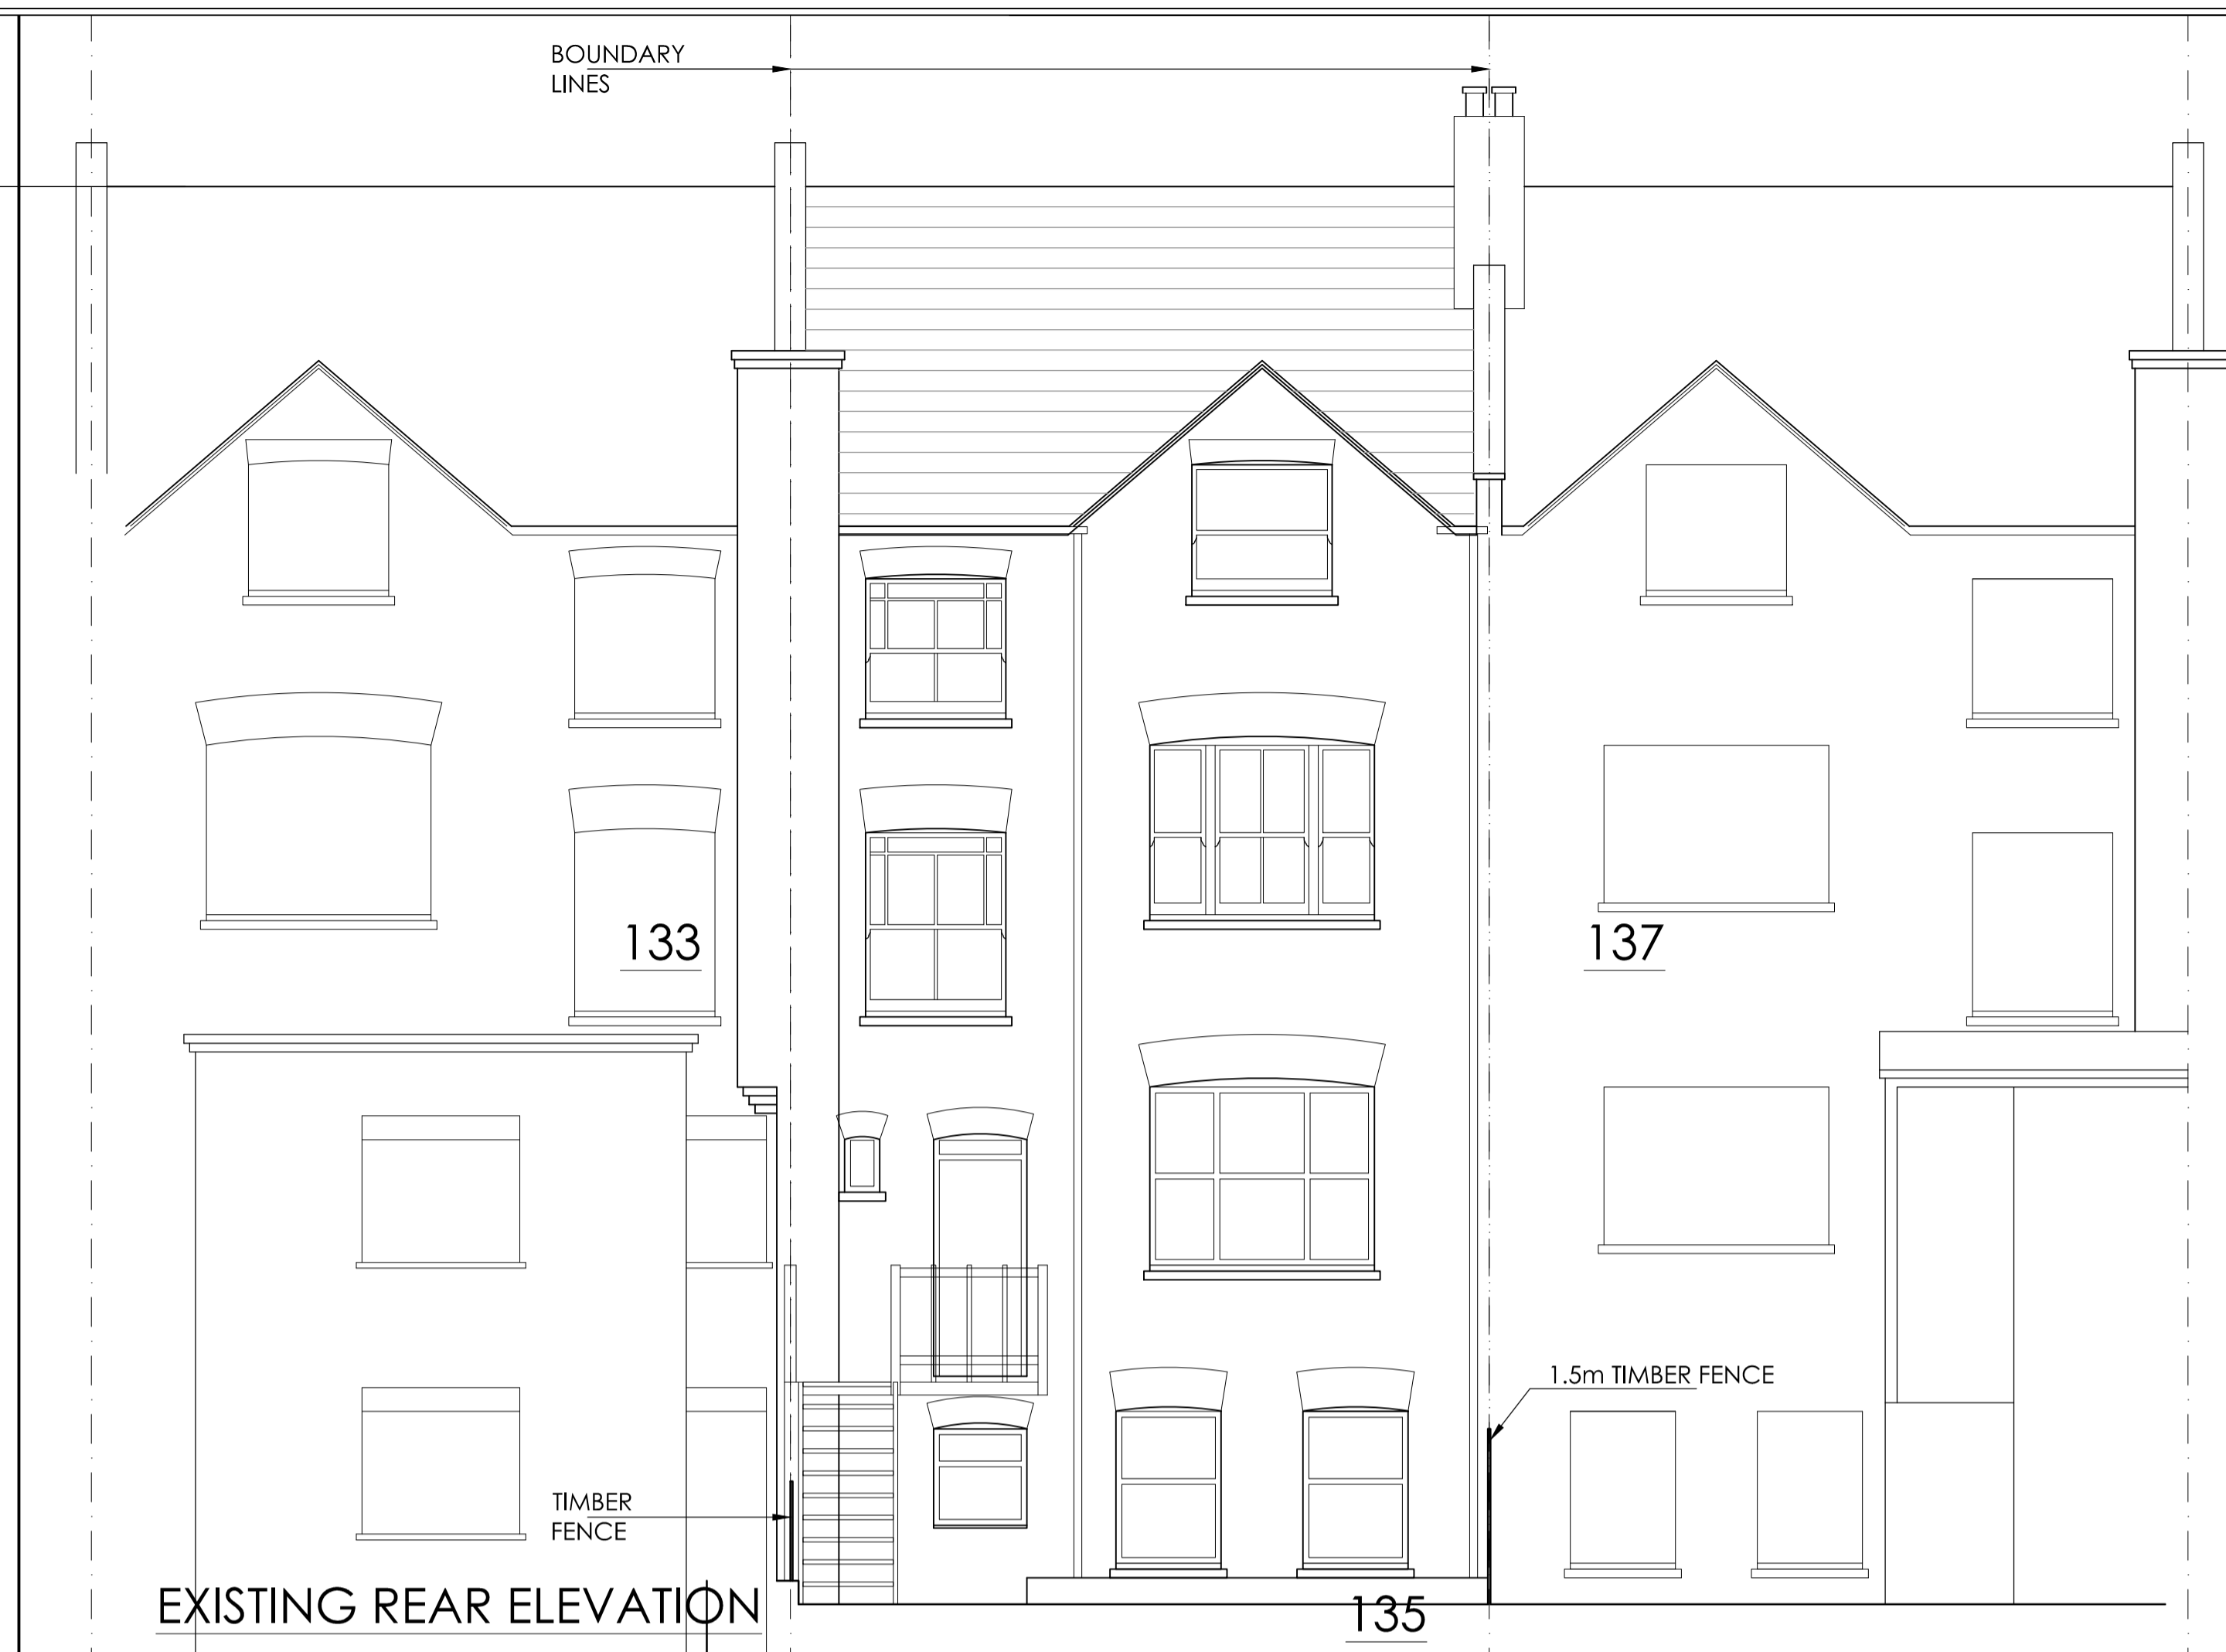 BOUNDARY
LINES
133
137
1.5m TIMBER FENCE
TIMBER
FENCE
EXISTING REAR ELEVATION
135